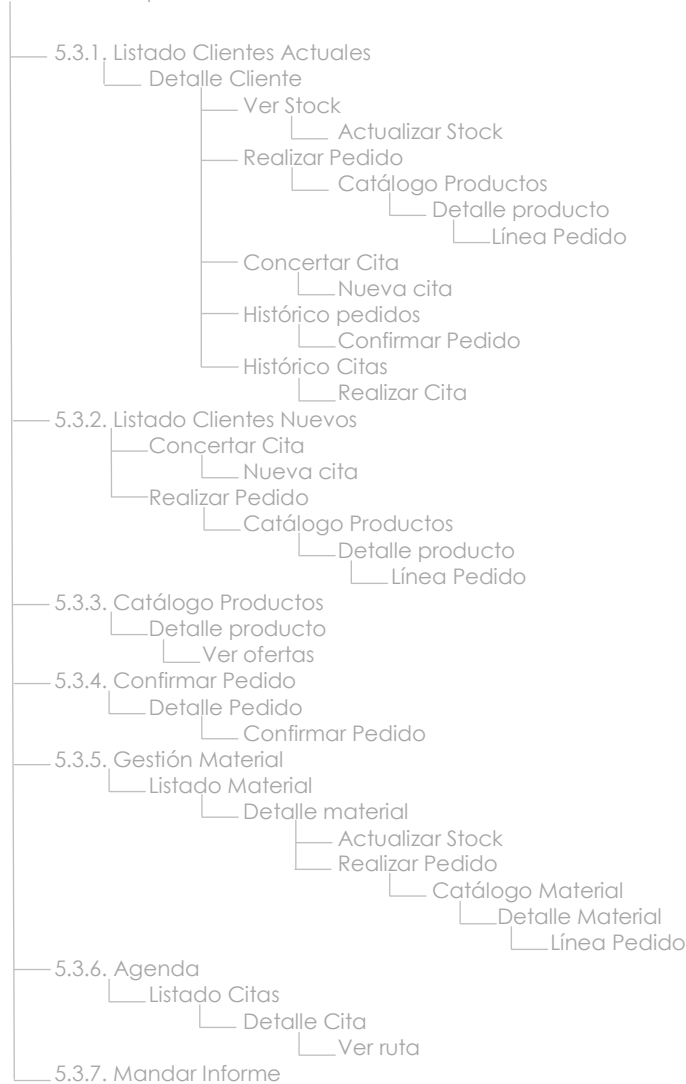 5.3.1. Listado Clientes Actuales
Detalle Cliente
Ver Stock
Actualizar Stock
Realizar Pedido
Catálogo Productos
Detalle producto
Línea Pedido
Concertar Cita
Nueva cita
Histórico pedidos
Confirmar Pedido
Histórico Citas
Realizar Cita
5.3.2. Listado Clientes Nuevos
Concertar Cita
Nueva cita
Realizar Pedido
Catálogo Productos
Detalle producto
Línea Pedido
5.3.3. Catálogo Productos
Detalle producto
Ver ofertas
5.3.4. Confirmar Pedido
Detalle Pedido
Confirmar Pedido
5.3.5. Gestión Material
Listado Material
Detalle material
Actualizar Stock
Realizar Pedido
Catálogo Material
Detalle Material
Línea Pedido
5.3.6. Agenda
Listado Citas
Detalle Cita
Ver ruta
5.3.7. Mandar Informe